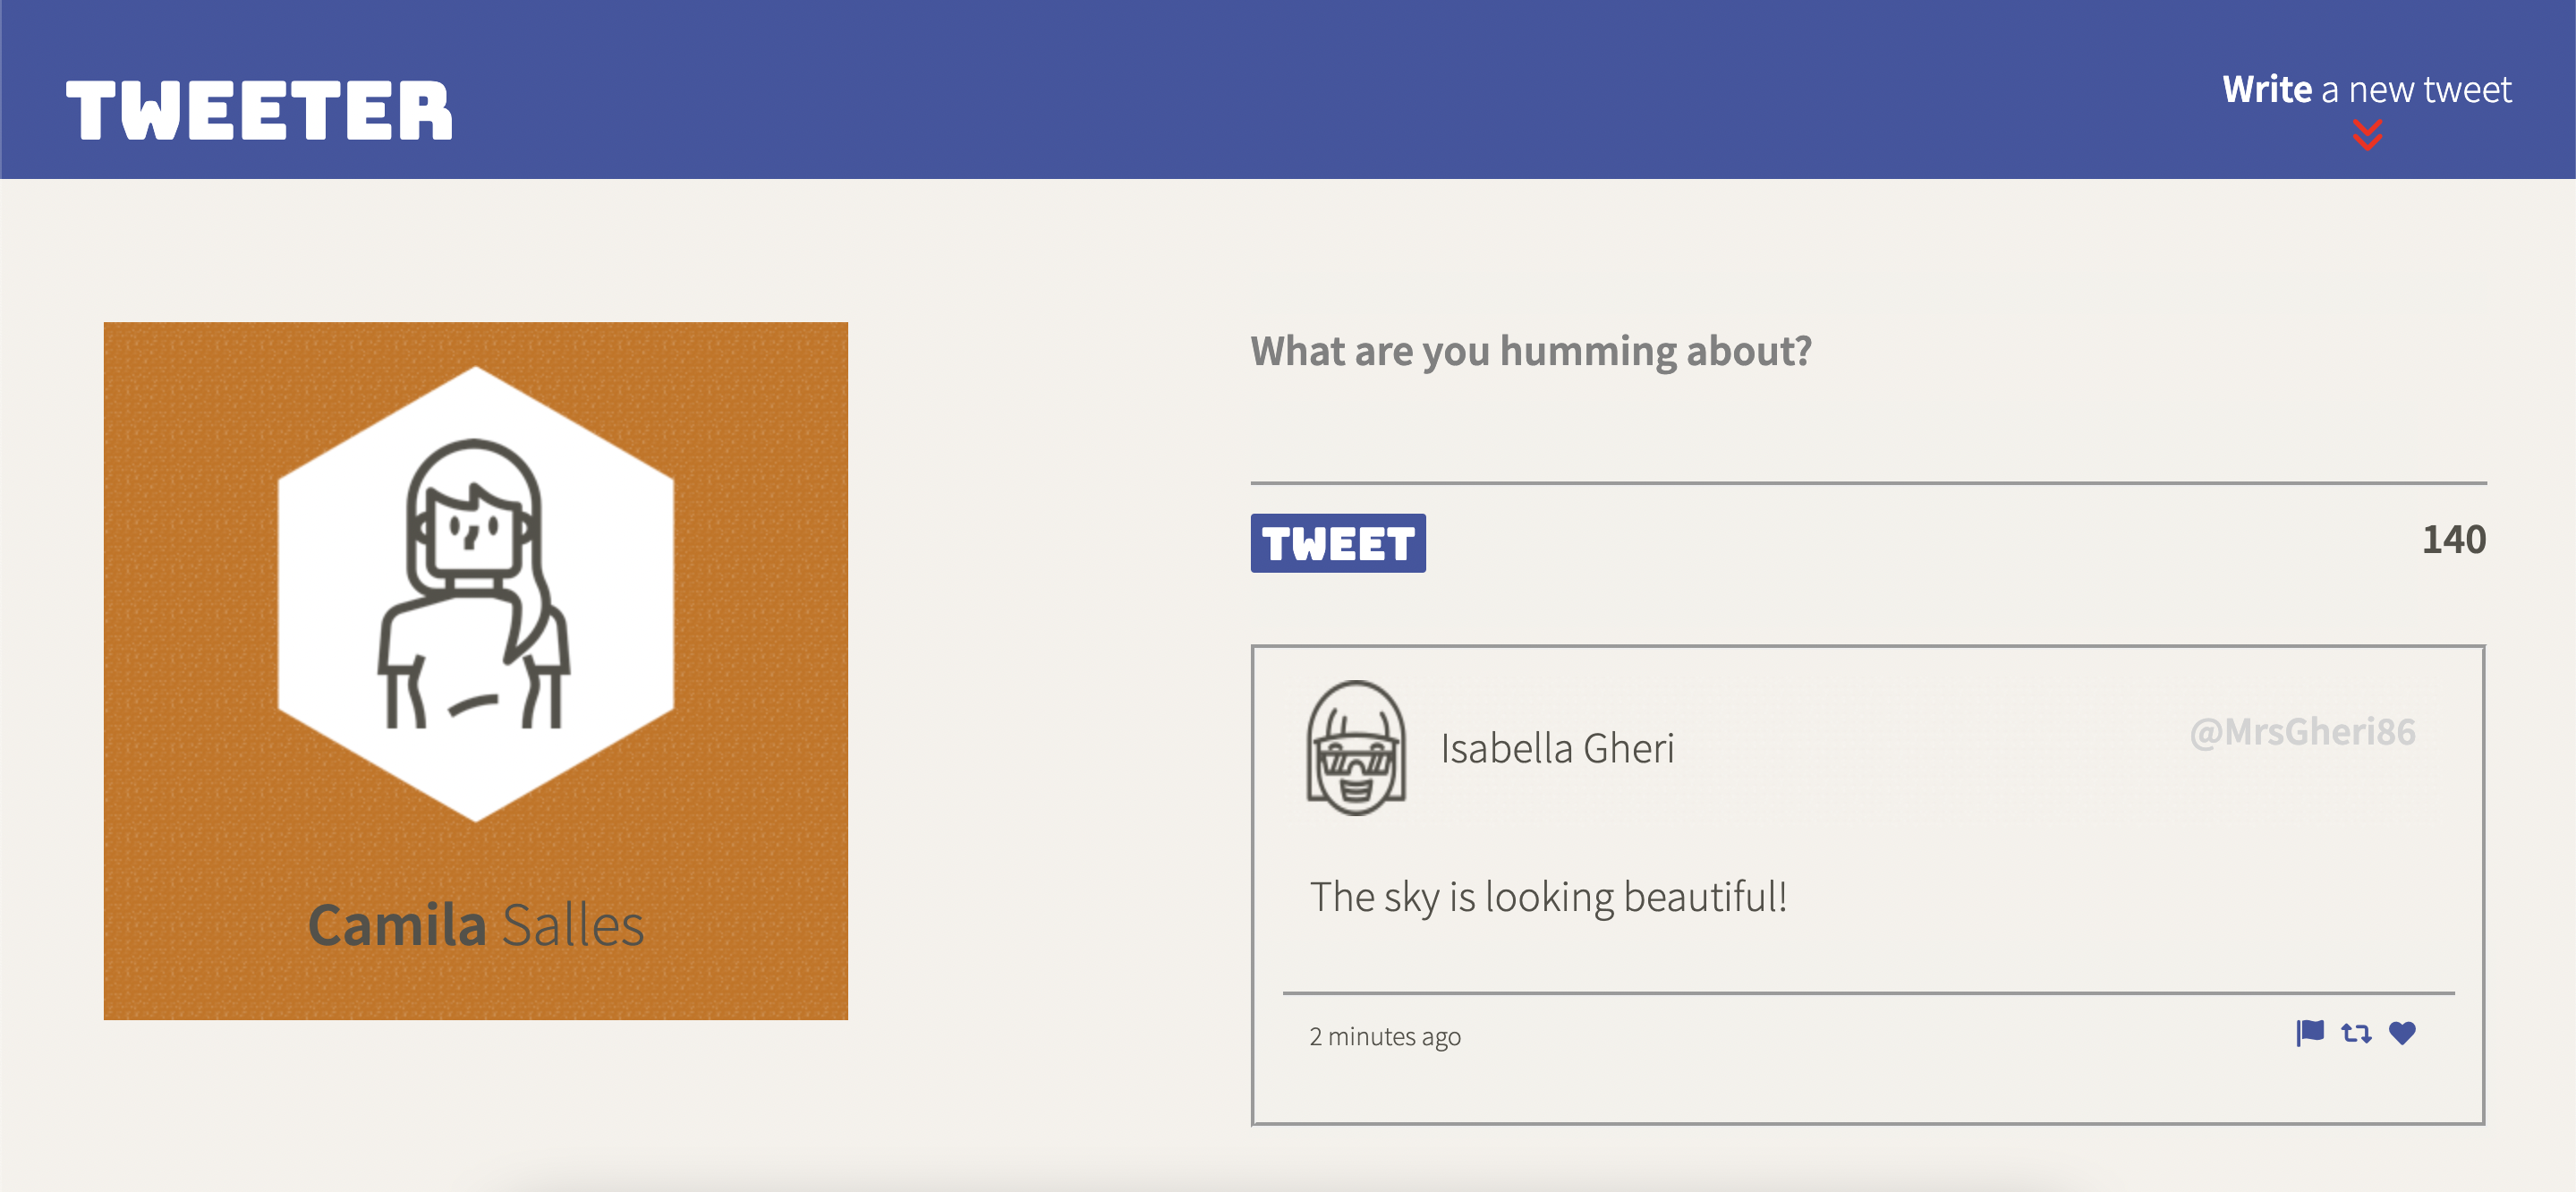 TWEETER
Write a new tweet
Camila Salles
What are you humming about?
TWEET
140
Isabella Gheri
@MrsGheri86
The sky is looking beautiful!
2 minutes ago